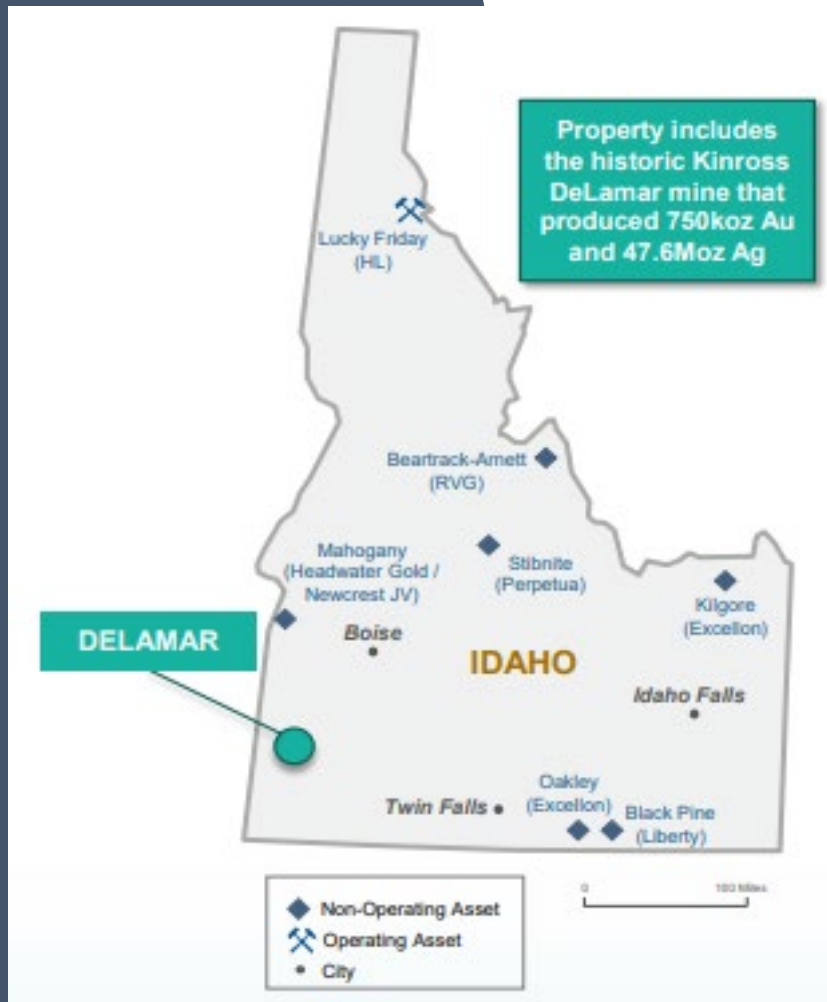 Property includes
the historic Kinross
DeLamar mine that
produced 750koz Au
and 47.6Moz Ag
Lucky Friday
(HL)
Beartrack-Arnett
(RVG)
Mahogany
(Headwater Gold /
Newcrest JV)
Stibnite
(Perpetua)
Kilgore
(Excellon)
DELAMAR
Boise
IDAHO
Idaho Falls
Twin Falls
Oakley
(Excellon)
Black Pine
(Liberty)
0 100 Miles
Non-Operating Asset
Operating Asset
City